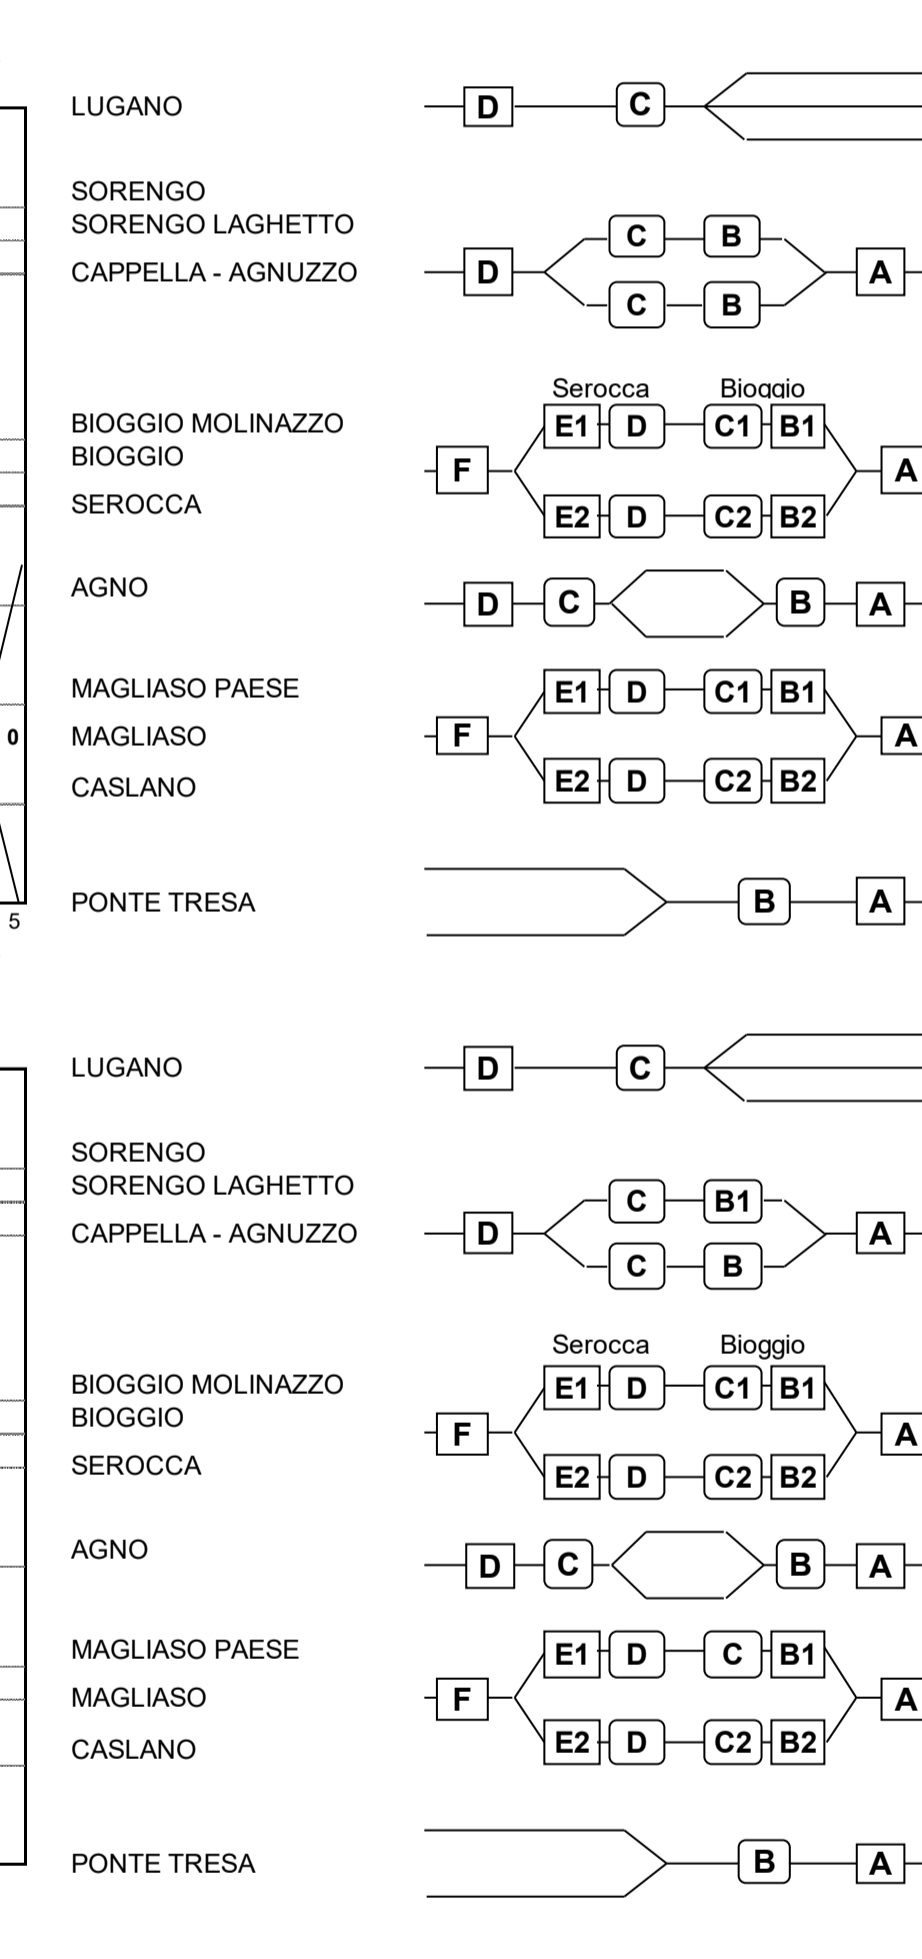 LUGANO D C
SORENGO
SORENGO LAGHETTO
C B
CAPPELLA - AGNUZZO D A
C B
Serocca Bioggio
BIOGGIO MOLINAZZO E1 D C1 B1
BIOGGIO
F A
SEROCCA E2 D C2 B2
AGNO D C B A
MAGLIASO PAESE E1 D C1 B1
0 MAGLIASO F A
CASLANO E2 D C2 B2
PONTE TRESA B A
5
LUGANO D C
SORENGO
SORENGO LAGHETTO C B1
CAPPELLA - AGNUZZO D A
C B
Serocca Bioggio
BIOGGIO MOLINAZZO E1 D C1 B1
BIOGGIO
F A
SEROCCA E2 D C2 B2
AGNO D C B A
MAGLIASO PAESE E1 D C B1
MAGLIASO F A
CASLANO E2 D C2 B2
PONTE TRESA B A